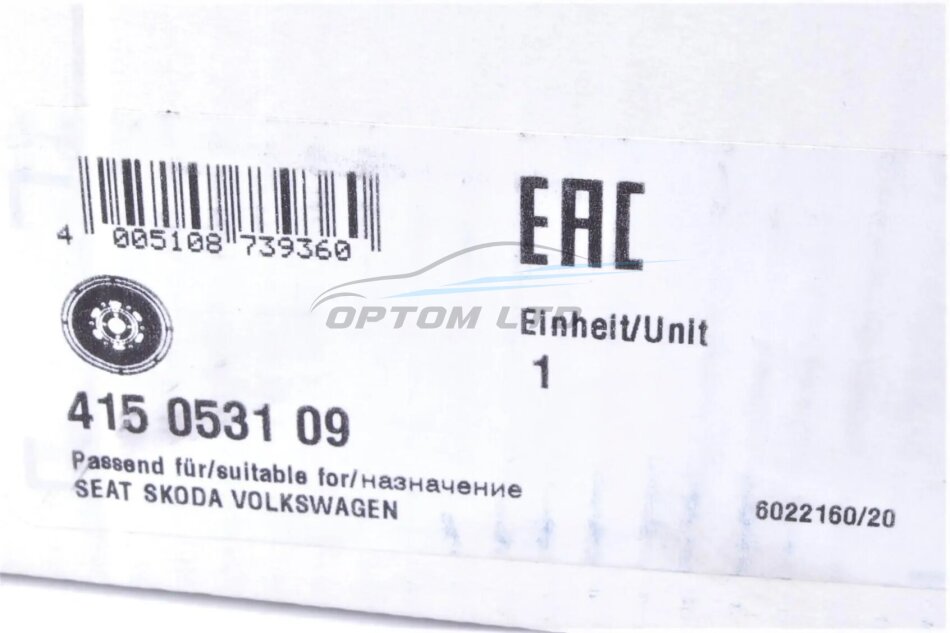 EAC
4 005108 739360
OPTOM LTD
Einheit/Unit
1
415 0531 09
Passend für/suitable for/назначение
SEAT SKODA VOLKSWAGEN
6022160/20